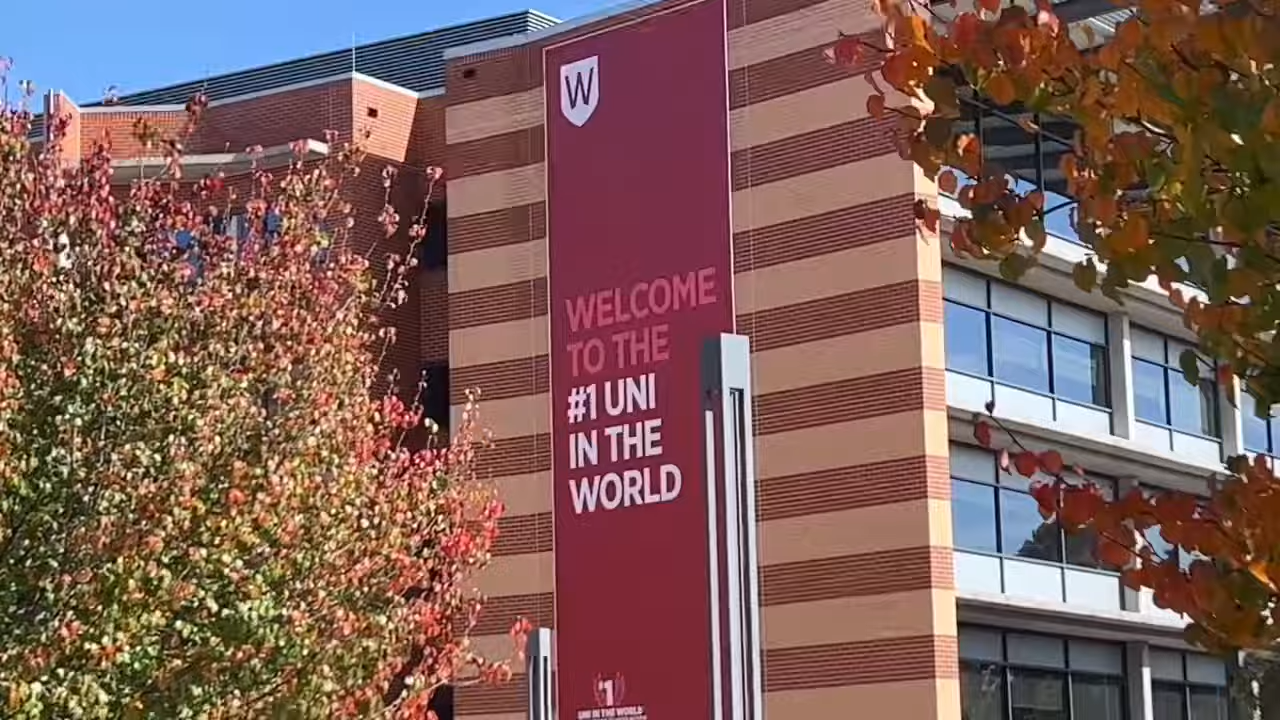 W
WELCOME
TO THE
#1 UNI
IN THE
WORLD
#1
UNI IN THE WORLD